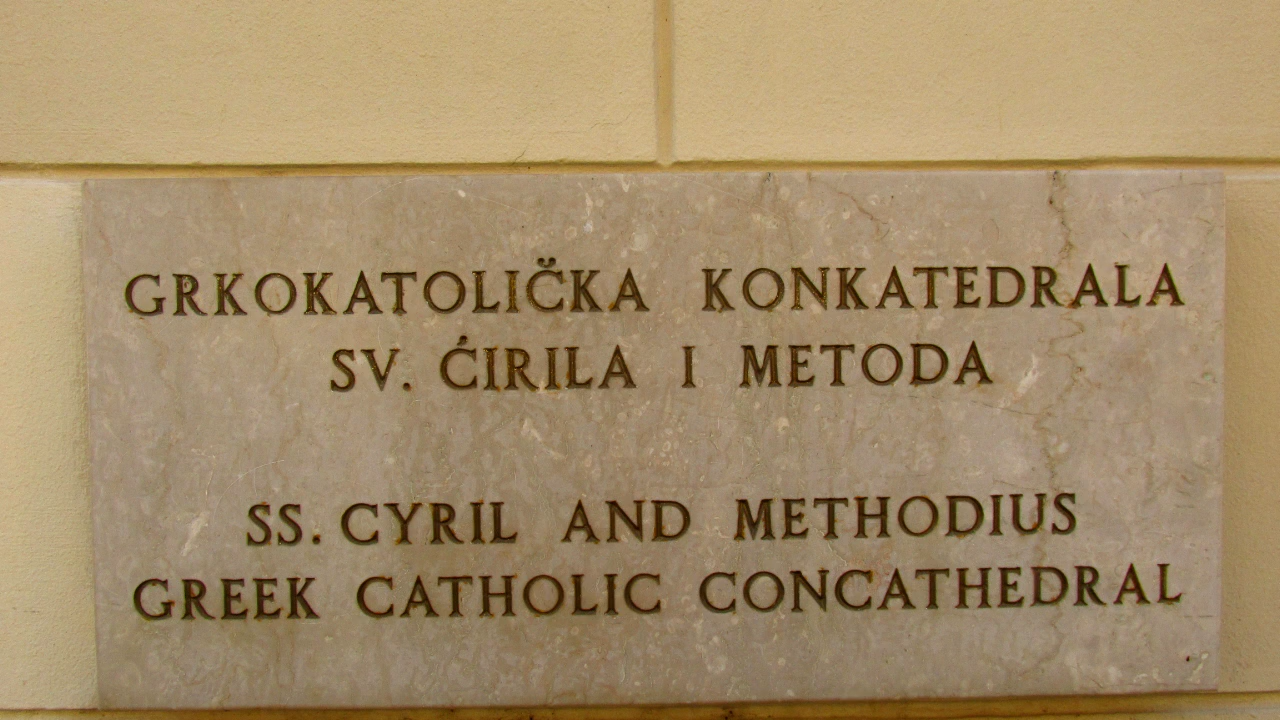 GRKOKATOLIČKA KONKATEDRALA
SV. ĆIRILA I METODA
SS. CYRIL AND METHODIUS
GREEK CATHOLIC CONCATHEDRAL